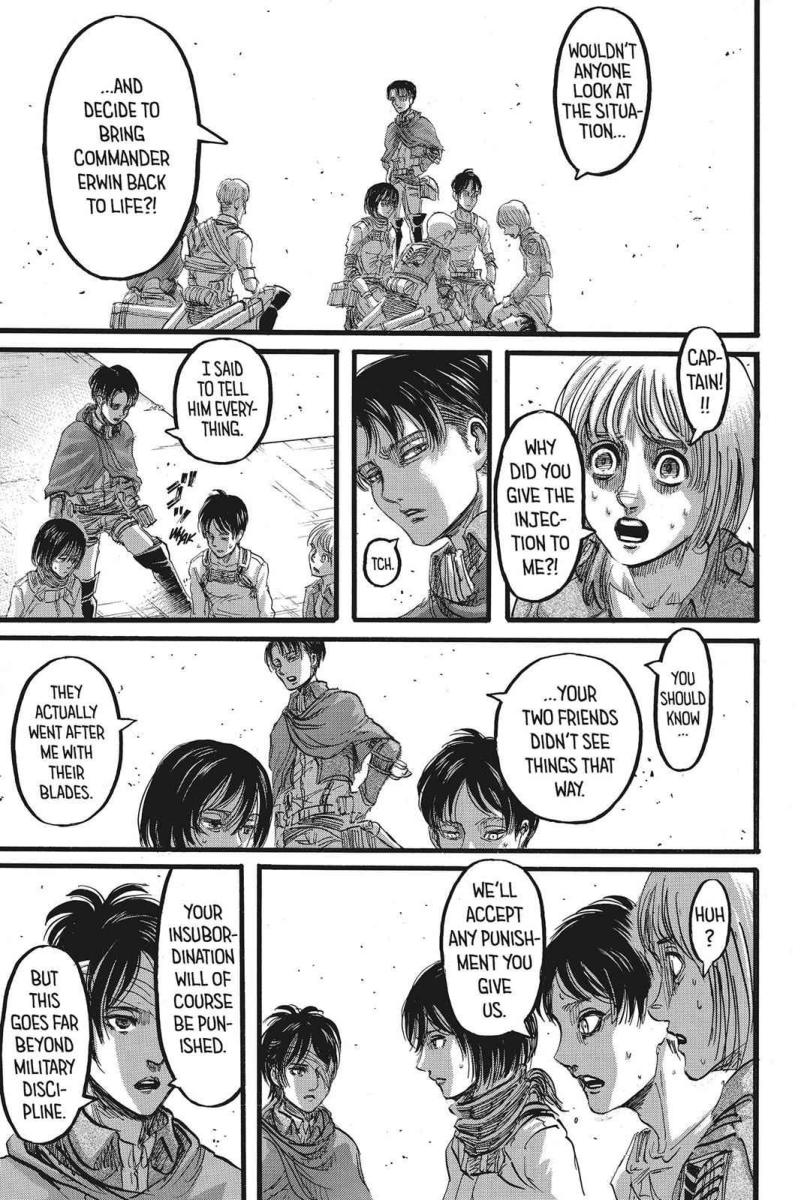 WOULDN'T
ANYONE
LOOK AT
THE SITUA-
TION...
...AND
DECIDE TO
BRING
COMMANDER
ERWIN BACK
TO LIFE?!
CAP-
TAIN!
!!
WHY
DID YOU
GIVE THE
INJEC-
TION TO
ME?!
TCH.
I SAID
TO TELL
HIM EVERY-
THING.
WHAK
YOU
SHOULD
KNOW
...
...YOUR
TWO FRIENDS
DIDN'T SEE
THINGS THAT
WAY.
THEY
ACTUALLY
WENT AFTER
ME WITH
THEIR
BLADES.
HUH
?
WE'LL
ACCEPT
ANY PUNISH-
MENT YOU
GIVE
US.
YOUR
INSUBOR-
DINATION
WILL OF
COURSE
BE PUN-
ISHED.
BUT
THIS
GOES FAR
BEYOND
MILITARY
DISCI-
PLINE.